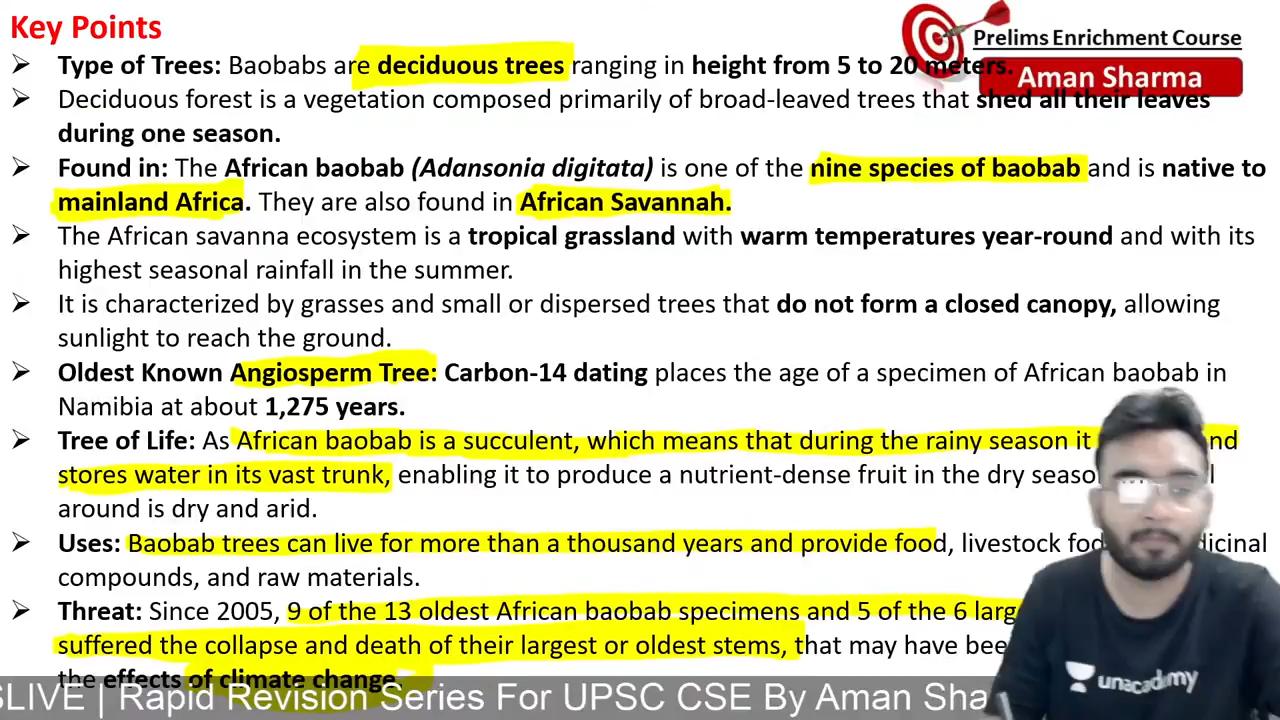 Key Points
Prelims Enrichment Course
Aman Sharma
➢ Type of Trees: Baobabs are deciduous trees ranging in height from 5 to 20 meters.
➢ Deciduous forest is a vegetation composed primarily of broad-leaved trees that shed all their leaves
during one season.
➢ Found in: The African baobab (Adansonia digitata) is one of the nine species of baobab and is native to
mainland Africa. They are also found in African Savannah.
➢ The African savanna ecosystem is a tropical grassland with warm temperatures year-round and with its
highest seasonal rainfall in the summer.
➢ It is characterized by grasses and small or dispersed trees that do not form a closed canopy, allowing
sunlight to reach the ground.
➢ Oldest Known Angiosperm Tree: Carbon-14 dating places the age of a specimen of African baobab in
Namibia at about 1,275 years.
➢ Tree of Life: As African baobab is a succulent, which means that during the rainy season it
stores water in its vast trunk, enabling it to produce a nutrient-dense fruit in the dry
around is dry and arid.
➢ Uses: Baobab trees can live for more than a thousand years and provide food, livestock
compounds, and raw materials.
➢ Threat: Since 2005, 9 of the 13 oldest African baobab specimens and 5 of the 6
suffered the collapse and death of their largest or oldest stems, that may have
the effects of climate change.
SLIVE | Rapid Revision Series For UPSC CSE By Aman Sha
unacademy